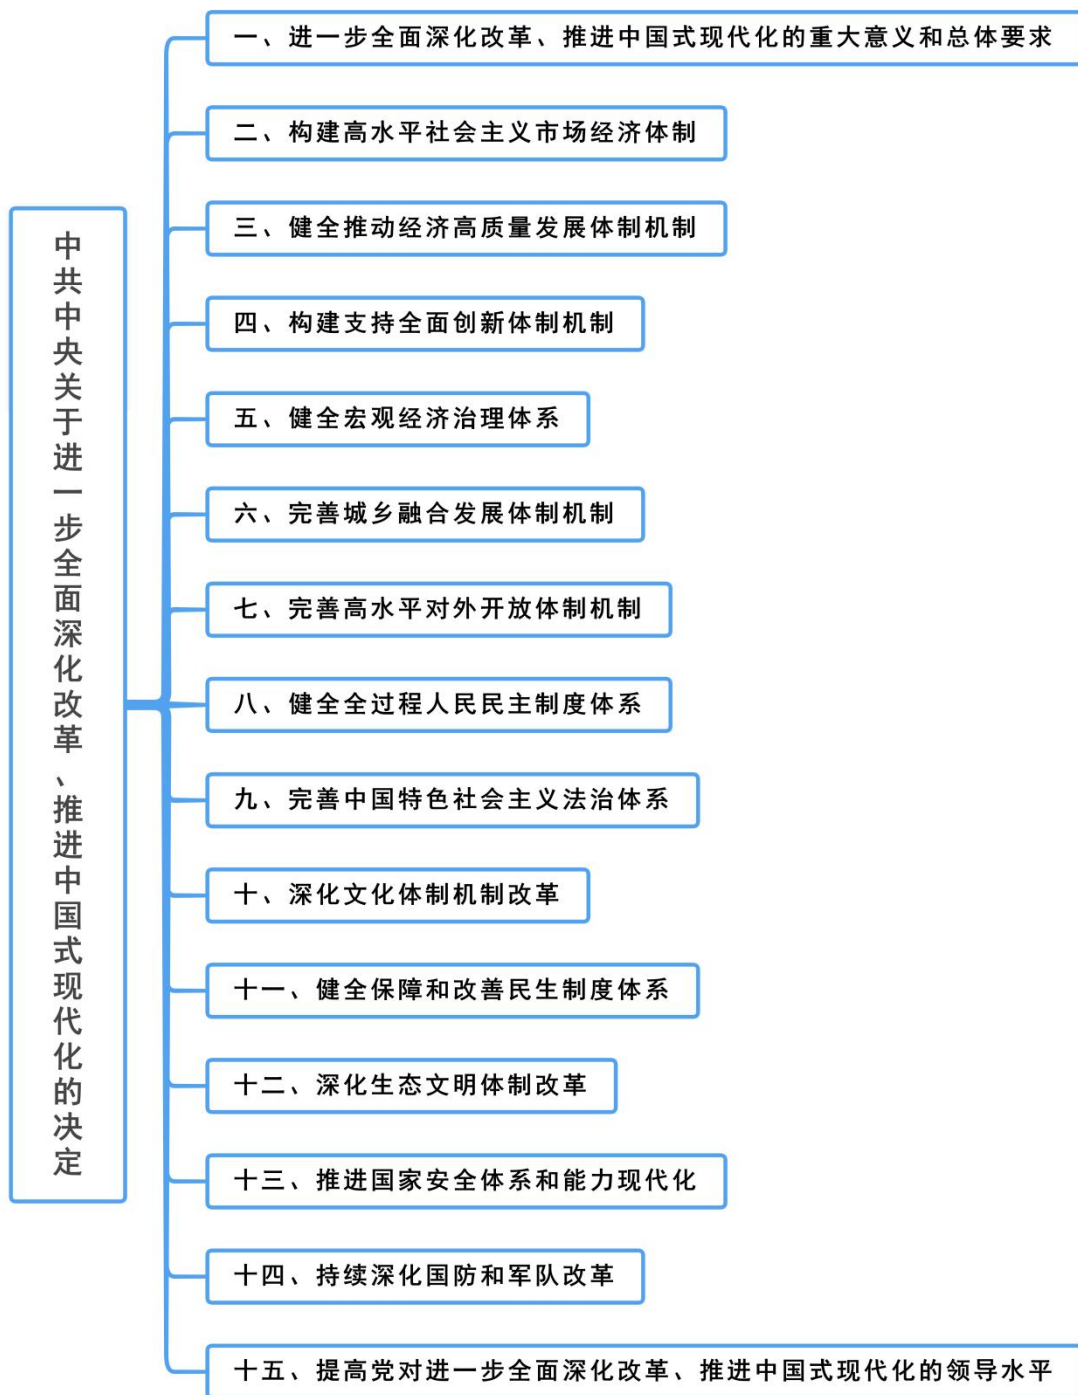 中共中央关于进一步全面深化改革、推进中国式现代化的决定
一、进一步全面深化改革、推进中国式现代化的重大意义和总体要求
二、构建高水平社会主义市场经济体制
三、健全推动经济高质量发展体制机制
四、构建支持全面创新体制机制
五、健全宏观经济治理体系
六、完善城乡融合发展体制机制
七、完善高水平对外开放体制机制
八、健全全过程人民民主制度体系
九、完善中国特色社会主义法治体系
十、深化文化体制机制改革
十一、健全保障和改善民生制度体系
十二、深化生态文明体制改革
十三、推进国家安全体系和能力现代化
十四、持续深化国防和军队改革
十五、提高党对进一步全面深化改革、推进中国式现代化的领导水平